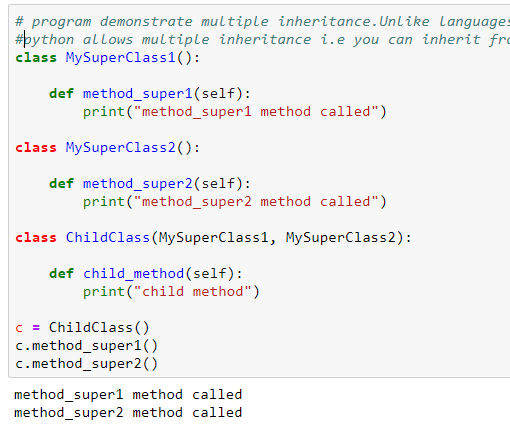 # program demonstrate multiple inheritance.Unlike languages
#python allows multiple inheritance i.e you can inherit fro
class MySuperClass1():
    def method_super1(self):
        print("method_super1 method called")
class MySuperClass2():
    def method_super2(self):
        print("method_super2 method called")
class ChildClass(MySuperClass1, MySuperClass2):
    def child_method(self):
        print("child method")
c = ChildClass()
c.method_super1()
c.method_super2()
method_super1 method called
method_super2 method called